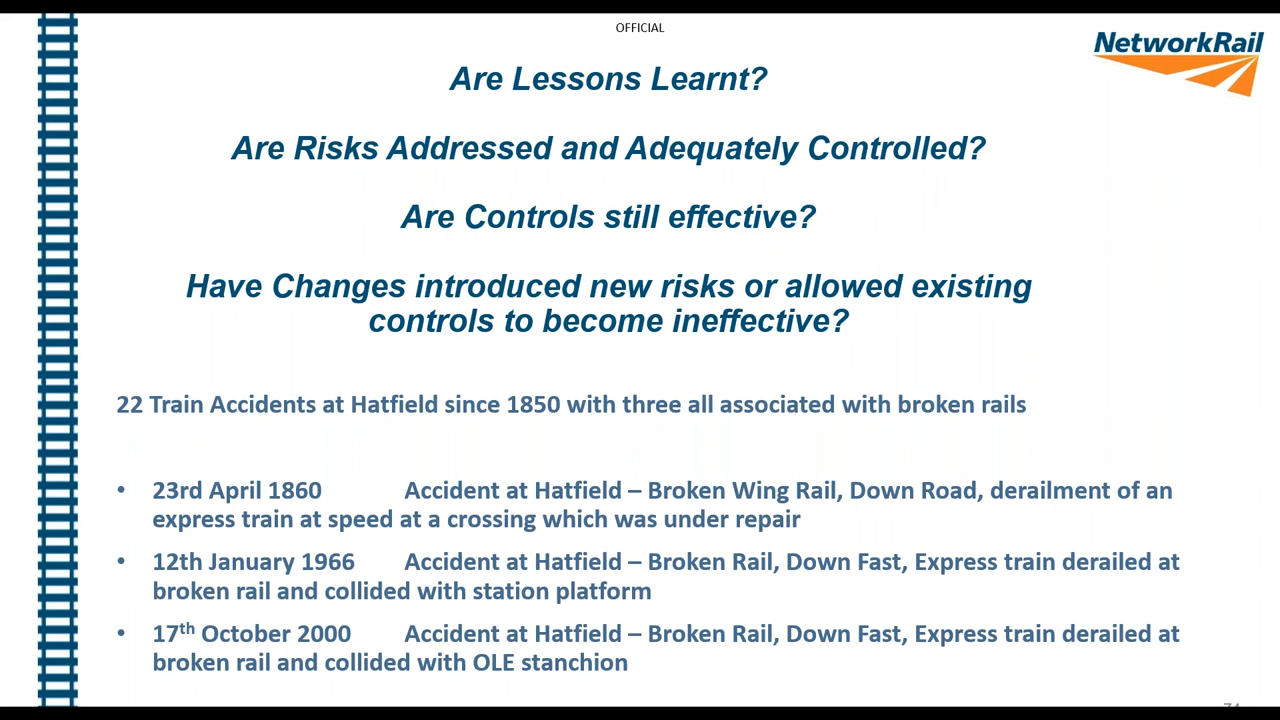 OFFICIAL
NetworkRail
Are Lessons Learnt?
Are Risks Addressed and Adequately Controlled?
Are Controls still effective?
Have Changes introduced new risks or allowed existing
controls to become ineffective?
22 Train Accidents at Hatfield since 1850 with three all associated with broken rails
• 23rd April 1860 Accident at Hatfield – Broken Wing Rail, Down Road, derailment of an
express train at speed at a crossing which was under repair
• 12th January 1966 Accident at Hatfield – Broken Rail, Down Fast, Express train derailed at
broken rail and collided with station platform
• 17th October 2000 Accident at Hatfield – Broken Rail, Down Fast, Express train derailed at
broken rail and collided with OLE stanchion